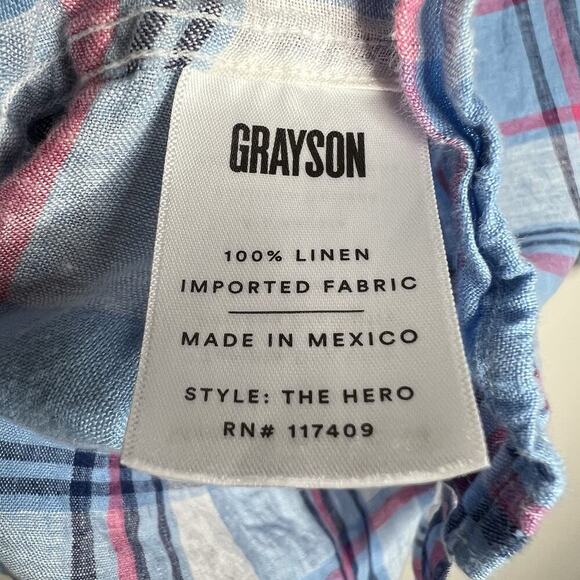 GRAYSON
100% LINEN
IMPORTED FABRIC
MADE IN MEXICO
STYLE: THE HERO
RN# 117409